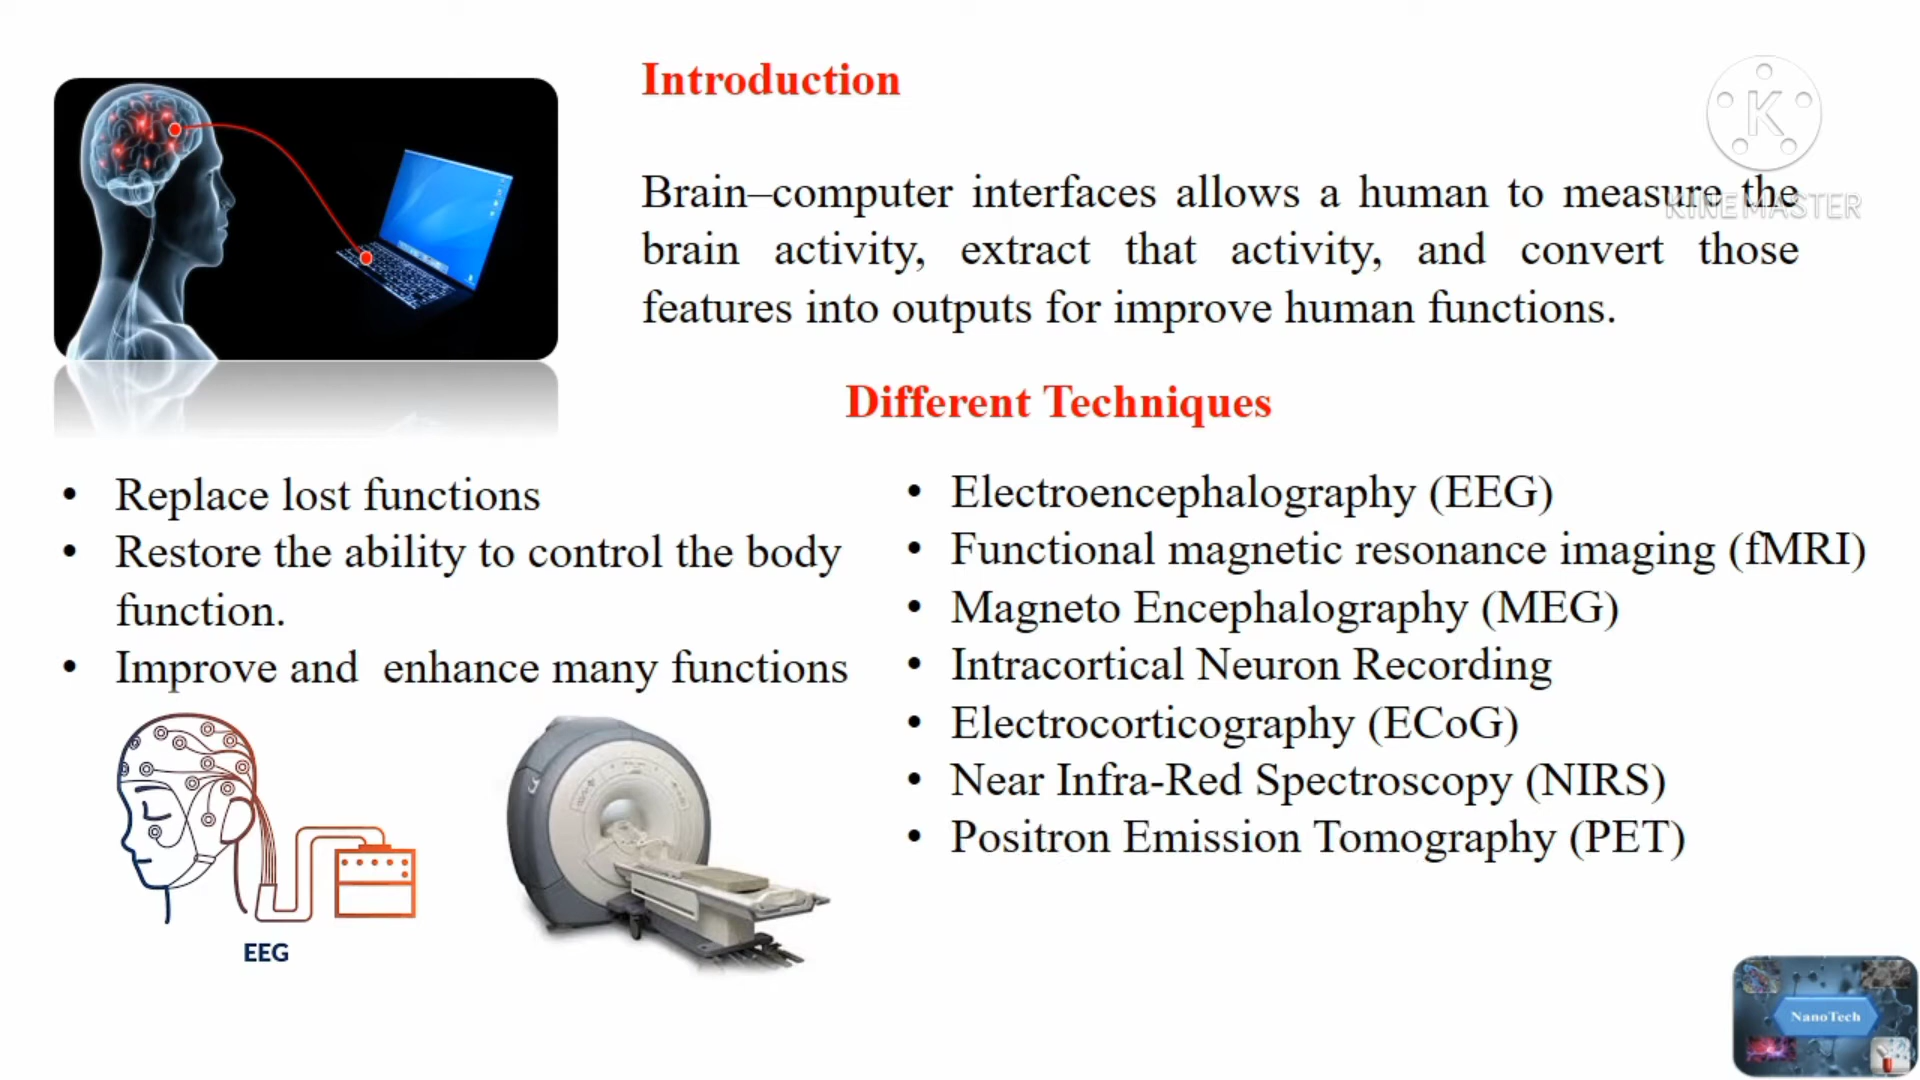 Introduction
K
KINEMASTER
Brain–computer interfaces allows a human to measure the
brain activity, extract that activity, and convert those
features into outputs for improve human functions.
Different Techniques
• Replace lost functions
• Restore the ability to control the body
function.
• Improve and enhance many functions
• Electroencephalography (EEG)
• Functional magnetic resonance imaging (fMRI)
• Magneto Encephalography (MEG)
• Intracortical Neuron Recording
• Electrocorticography (ECoG)
• Near Infra-Red Spectroscopy (NIRS)
• Positron Emission Tomography (PET)
EEG
NanoTech